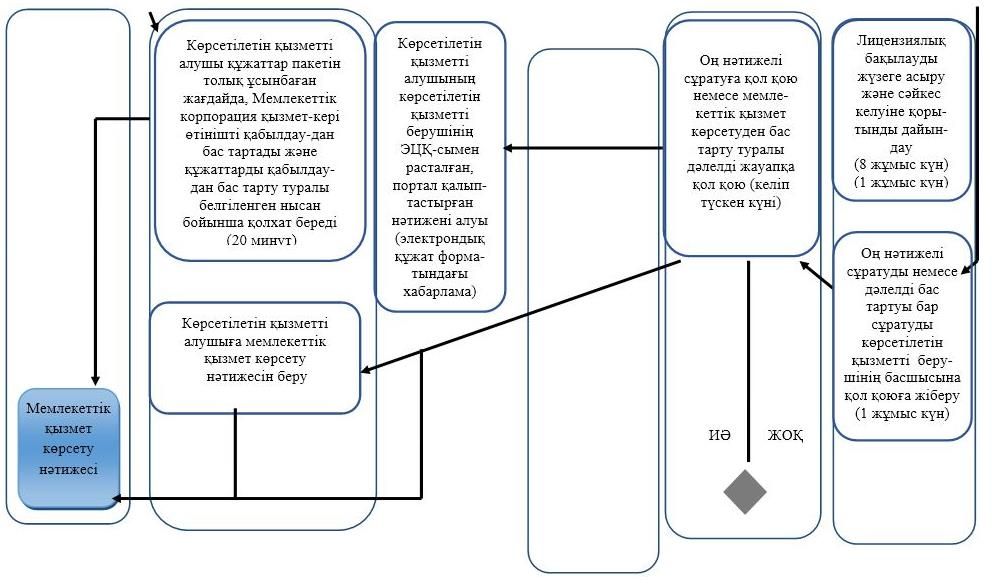 Көрсетілетін қызметті
алушы құжаттар пакетін
толық ұсынбаған
жағдайда, Мемлекеттік
корпорация қызмет-кері
өтінішті қабылдау-дан
бас тартады және
құжаттарды қабылдау-
дан бас тарту туралы
белгіленген нысан
бойынша қолхат береді
(20 минут)
Көрсетілетін
қызметті
алушының
көрсетілетін
қызметті
берушінің
ЭЦҚ-сымен
расталған,
портал қалып-
тастырған
нәтижені алуы
(электрондық
құжат форма-
тындағы
хабарлама)
Оң нәтижелі
сұратуға қол қою
немесе мемле-
кеттік қызмет
көрсетуден бас
тарту туралы
дәлелді жауапқа
қол қою (келіп
түскен күні)
Лицензиялық
бақылауды
жүзеге асыру
және сәйкес
келуіне қоры-
тынды дайын-
дау
(8 жұмыс күн)
(1 жұмыс күн)
Оң нәтижелі
сұратуды немесе
дәлелді бас
тартуы бар
сұратуды
көрсетілетін
қызметті беру-
шінің басшысына
қол қоюға жіберу
(1 жұмыс күн)
Көрсетілетін қызметті
алушыға мемлекеттік
қызмет көрсету
нәтижесін беру
Мемлекеттік
қызмет
көрсету
нәтижесі
ИӘ ЖОҚ